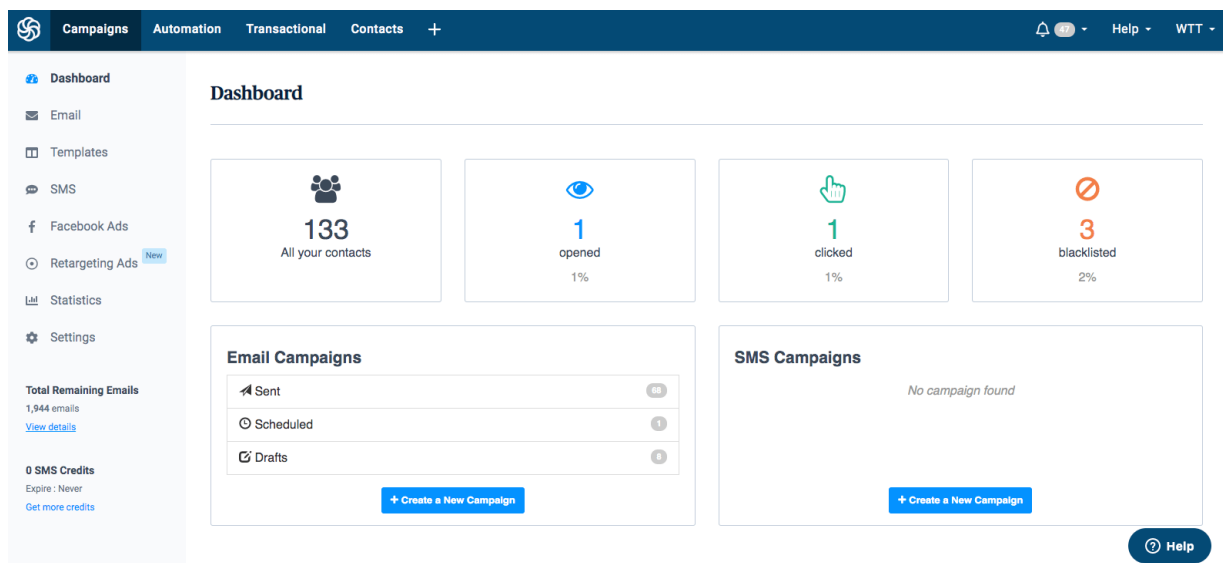 Campaigns Automation Transactional Contacts +
47 Help WTT
Dashboard
Email
Templates
SMS
Facebook Ads
Retargeting Ads New
Statistics
Settings
Total Remaining Emails
1,944 emails
View details
0 SMS Credits
Expire : Never
Get more credits
Dashboard
133
All your contacts
1
opened
1%
1
clicked
1%
3
blacklisted
2%
Email Campaigns
Sent 68
Scheduled 1
Drafts 8
+ Create a New Campaign
SMS Campaigns
No campaign found
+ Create a New Campaign
Help